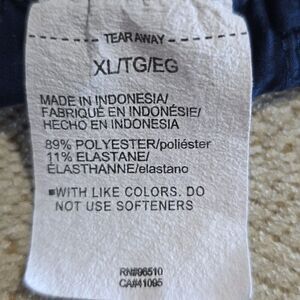 TEAR AWAY
XL/TG/EG
MADE IN INDONESIA/
FABRIQUÉ EN INDONÉSIE/
HECHO EN INDONESIA
89% POLYESTER/poliéster
11% ELASTANE/
ÉLASTHANNE/elastano
▪WITH LIKE COLORS. DO
NOT USE SOFTENERS
RN#96510
CA#41095